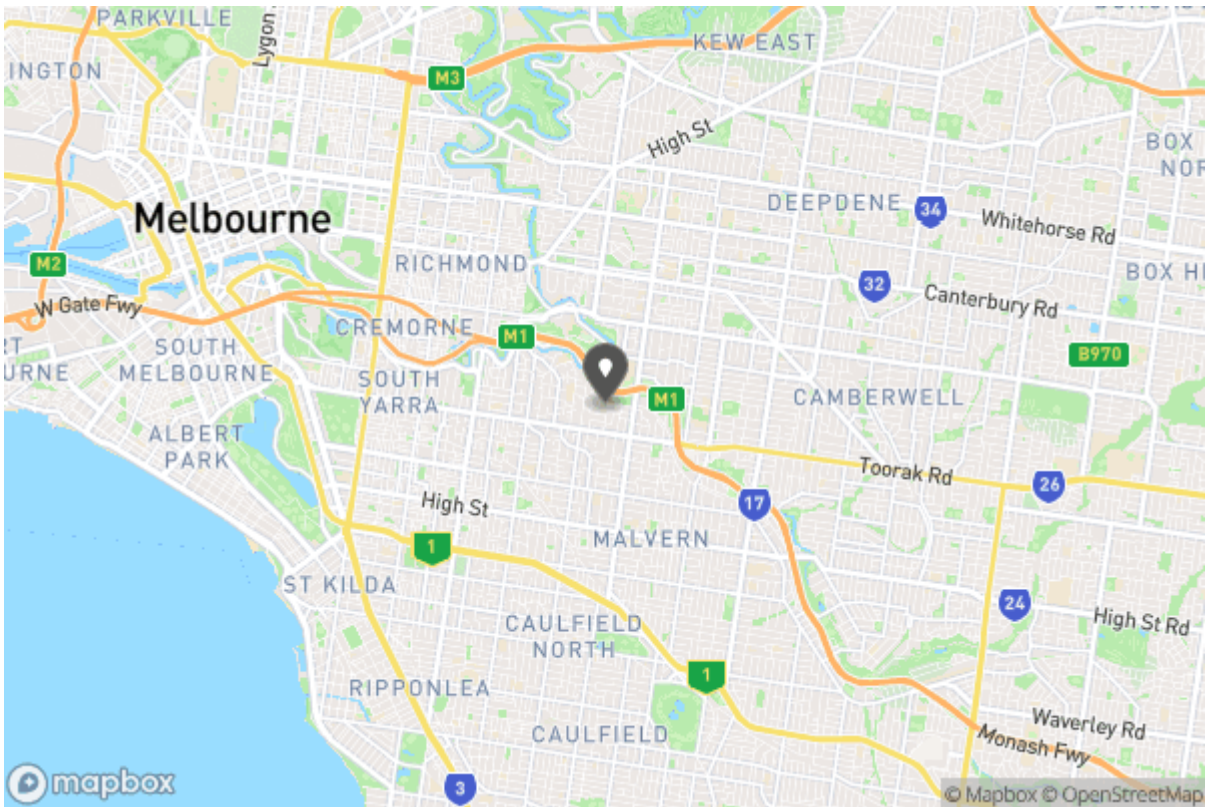 PARKVILLE
Lygon
KEW EAST
INGTON
M3
High St
BOX
NOR
DEEPDENE
34
Whitehorse Rd
Melbourne
RICHMOND
M2
BOX HI
32
Canterbury Rd
W Gate Fwy
CREMORNE
M1
SOUTH
MELBOURNE
RT
URNE
B970
SOUTH
YARRA
M1
CAMBERWELL
ALBERT
PARK
Toorak Rd
26
High St
17
MALVERN
1
ST KILDA
24
High St Rd
CAULFIELD
NORTH
RIPPONLEA
1
Waverley Rd
CAULFIELD
Monash Fwy
3
mapbox
© Mapbox © OpenStreetMap